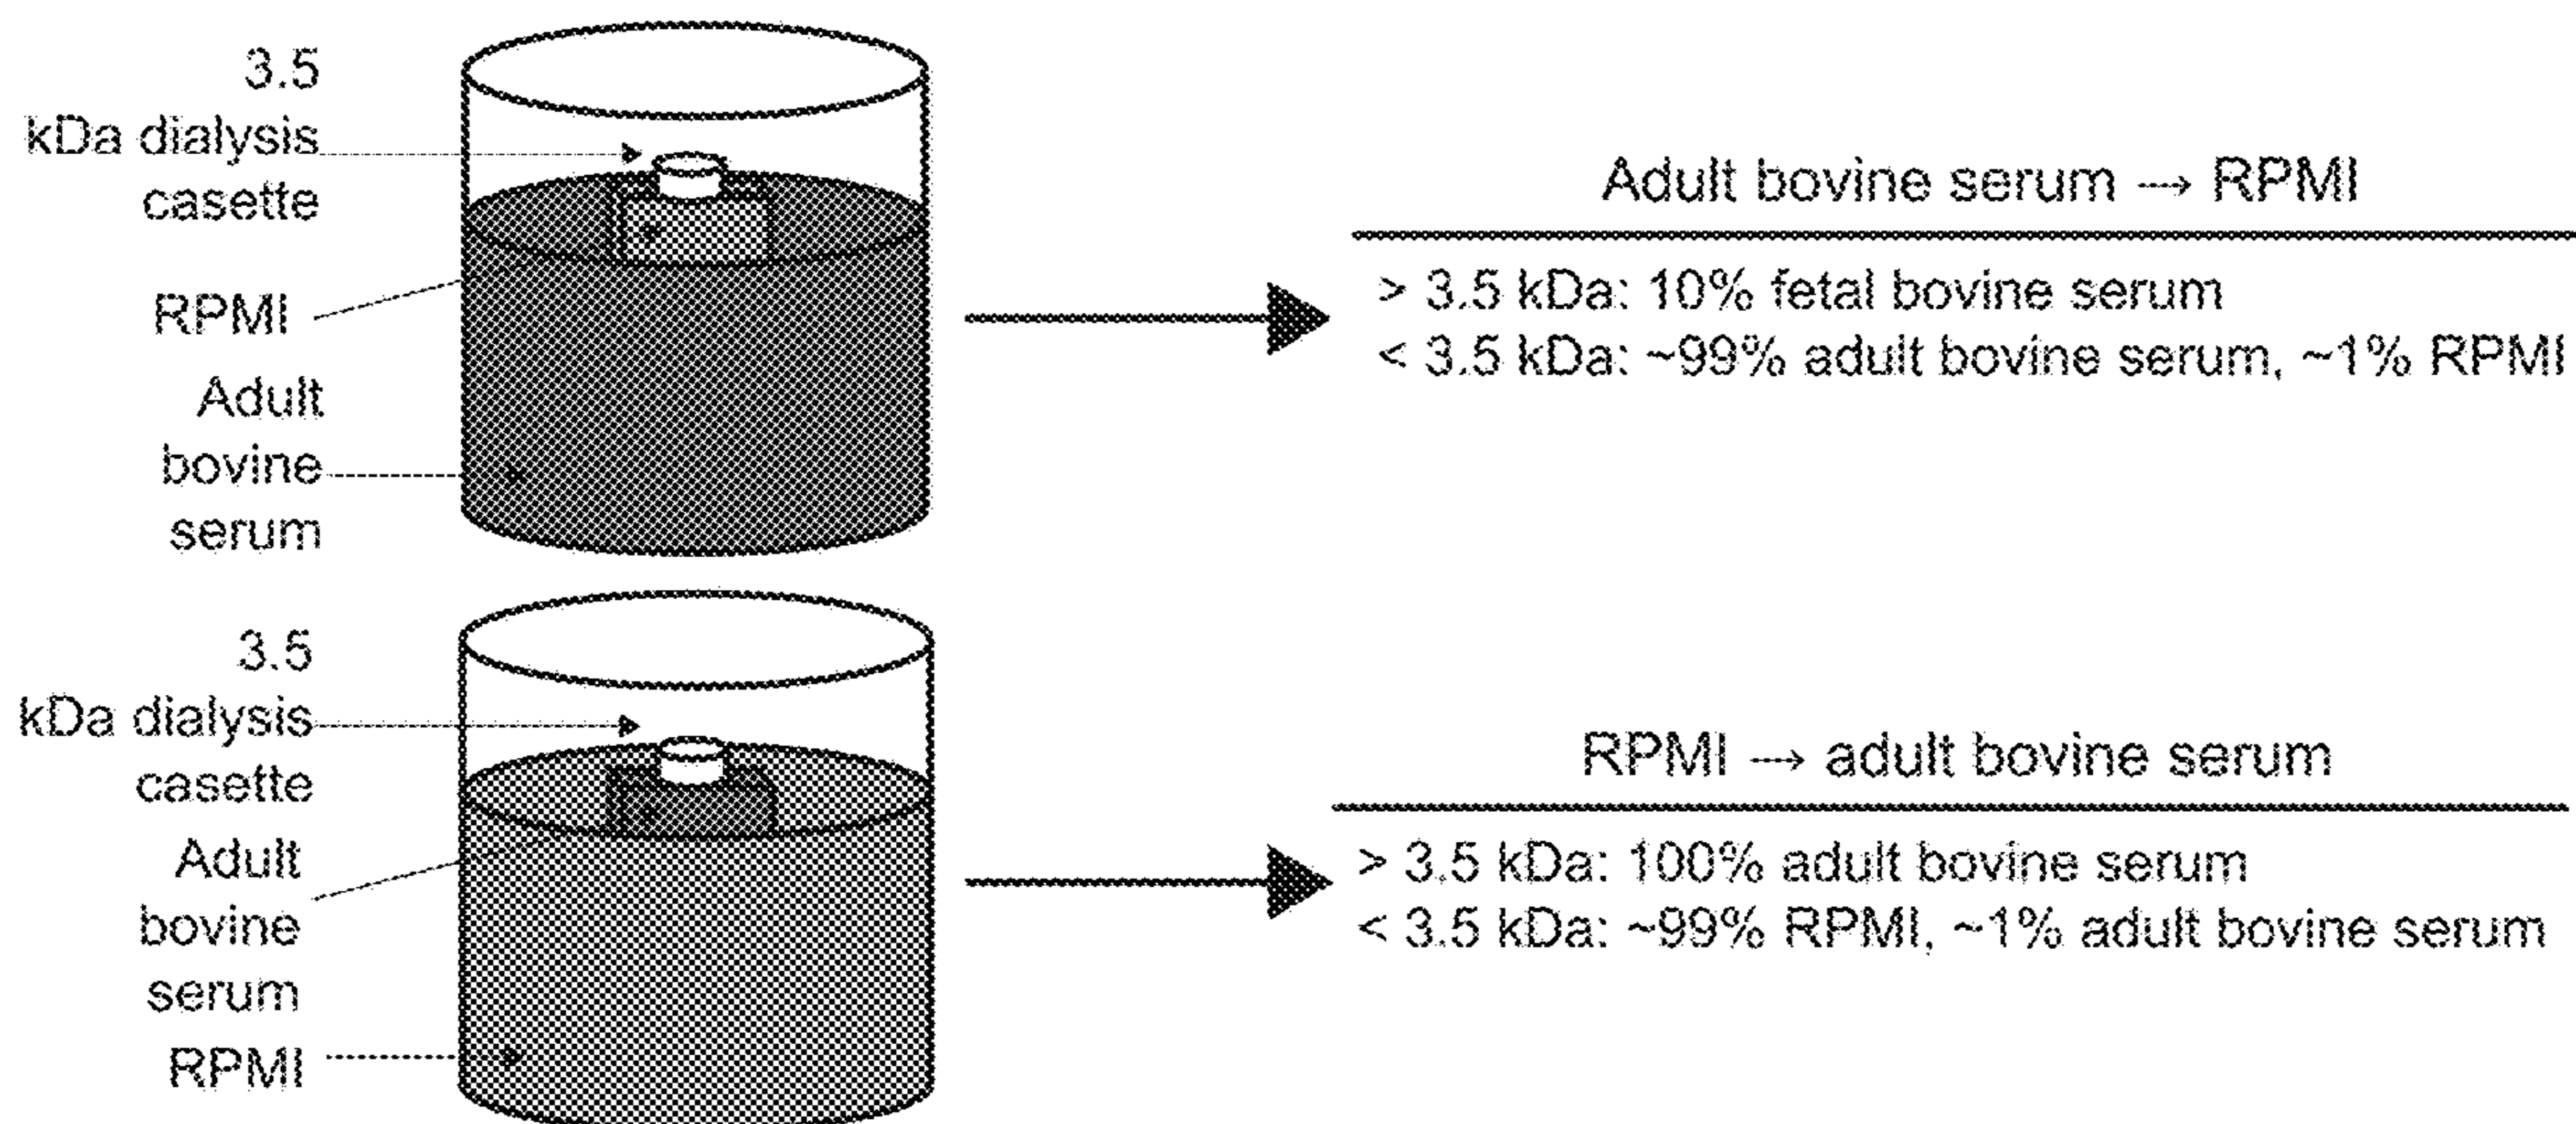 3.5
kDa dialysis
casette
RPMI
Adult
bovine
serum
Adult bovine serum → RPMI
> 3.5 kDa: 10% fetal bovine serum
< 3.5 kDa: ~99% adult bovine serum, ~1% RPMI
3.5
kDa dialysis
casette
Adult
bovine
serum
RPMI
RPMI → adult bovine serum
> 3.5 kDa: 100% adult bovine serum
< 3.5 kDa: ~99% RPMI, ~1% adult bovine serum